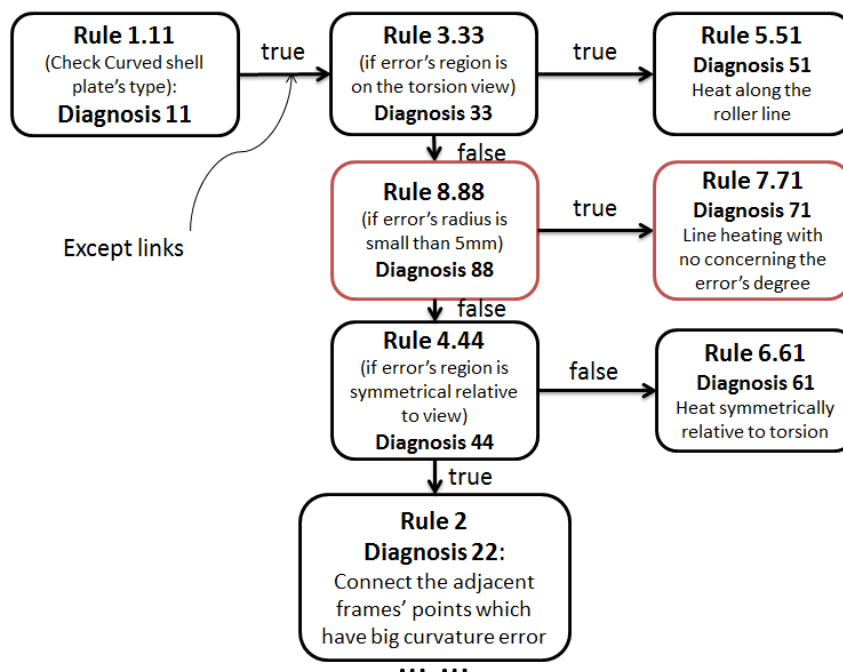 Rule 1.11
(Check Curved shell
plate's type):
Diagnosis 11
true
Rule 3.33
(if error's region is
on the torsion view)
Diagnosis 33
true
Rule 5.51
Diagnosis 51
Heat along the
roller line
false
Except links
Rule 8.88
(if error's radius is
small than 5mm)
Diagnosis 88
true
Rule 7.71
Diagnosis 71
Line heating with
no concerning the
error's degree
false
Rule 4.44
(if error's region is
symmetrical relative
to view)
Diagnosis 44
false
Rule 6.61
Diagnosis 61
Heat symmetrically
relative to torsion
true
Rule 2
Diagnosis 22:
Connect the adjacent
frames' points which
have big curvature error
... ...